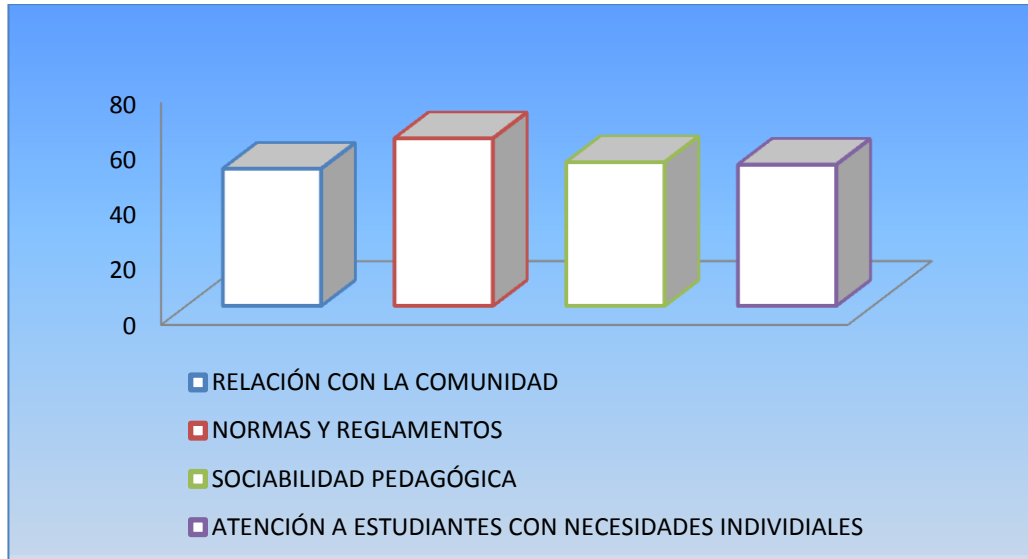 80
60
40
20
0
RELACIÓN CON LA COMUNIDAD
NORMAS Y REGLAMENTOS
SOCIABILIDAD PEDAGÓGICA
ATENCIÓN A ESTUDIANTES CON NECESIDADES INDIVIDIALES